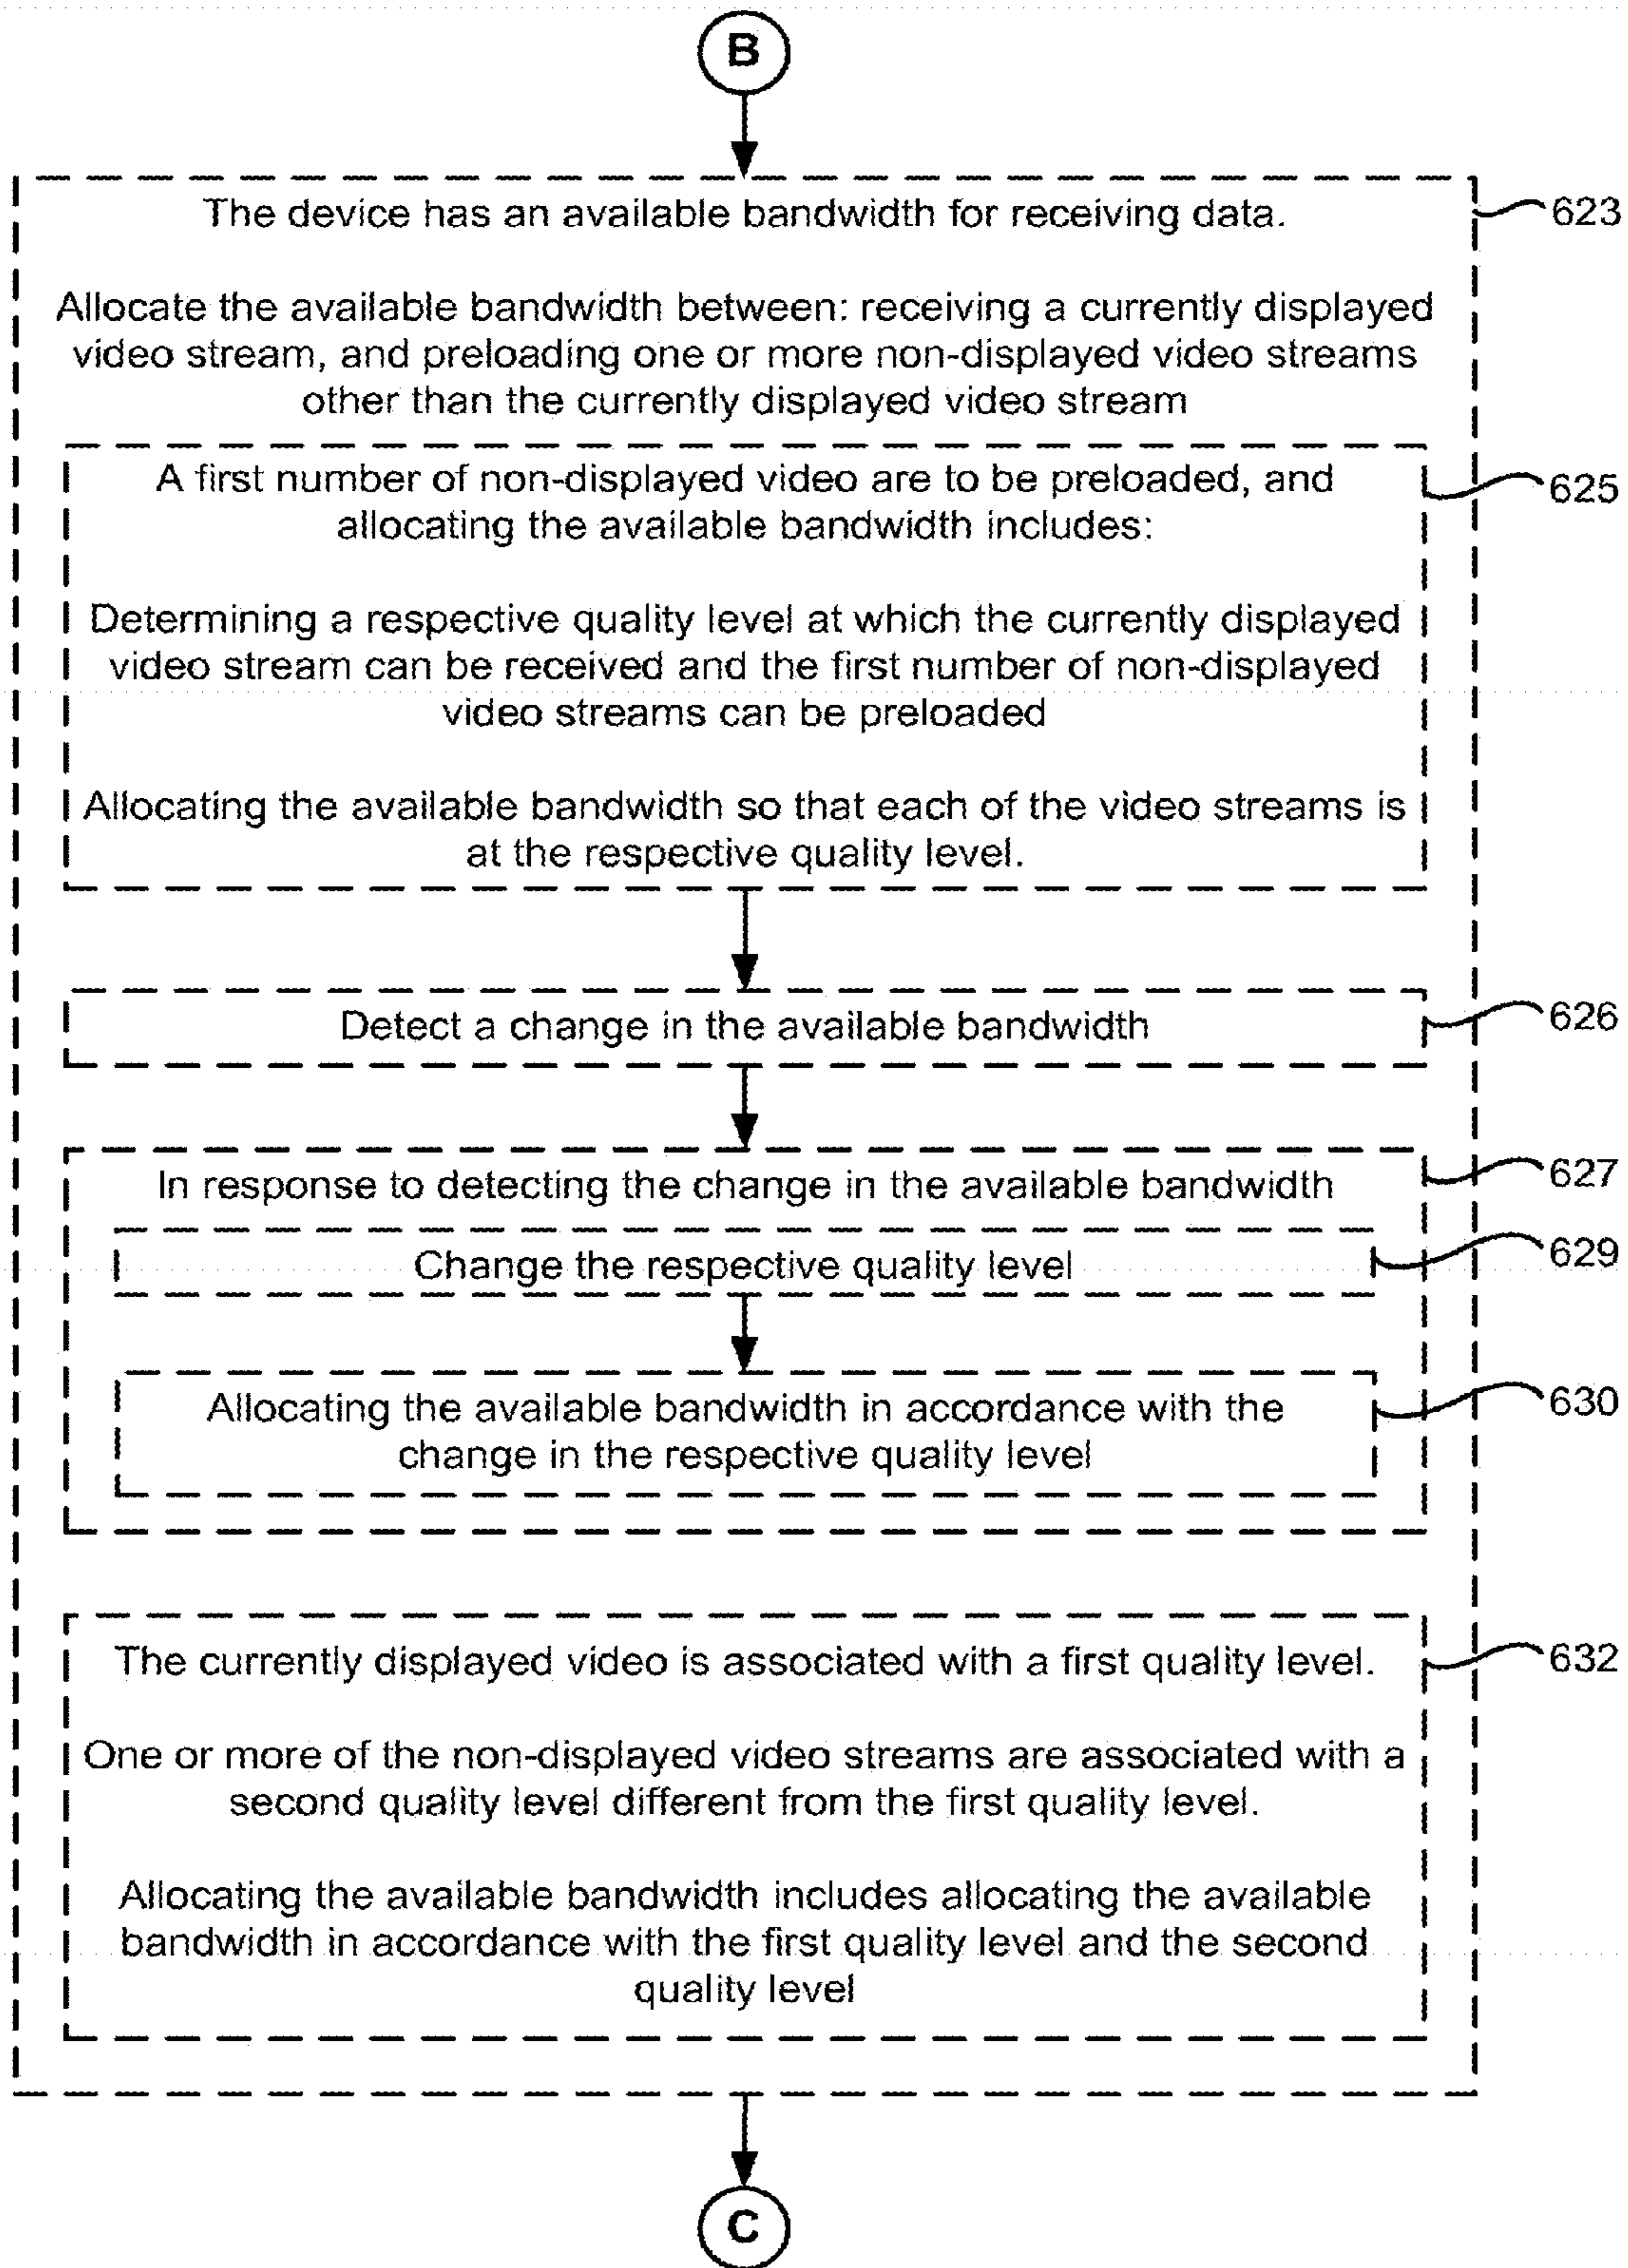 B
The device has an available bandwidth for receiving data.
623
Allocate the available bandwidth between: receiving a currently displayed
video stream, and preloading one or more non-displayed video streams
other than the currently displayed video stream
A first number of non-displayed video are to be preloaded, and
625
allocating the available bandwidth includes:
Determining a respective quality level at which the currently displayed
video stream can be received and the first number of non-displayed
video streams can be preloaded
Allocating the available bandwidth so that each of the video streams is
at the respective quality level.
Detect a change in the available bandwidth
626
In response to detecting the change in the available bandwidth
627
Change the respective quality level
629
Allocating the available bandwidth in accordance with the
630
change in the respective quality level
The currently displayed video is associated with a first quality level.
632
One or more of the non-displayed video streams are associated with a
second quality level different from the first quality level.
Allocating the available bandwidth includes allocating the available
bandwidth in accordance with the first quality level and the second
quality level
C